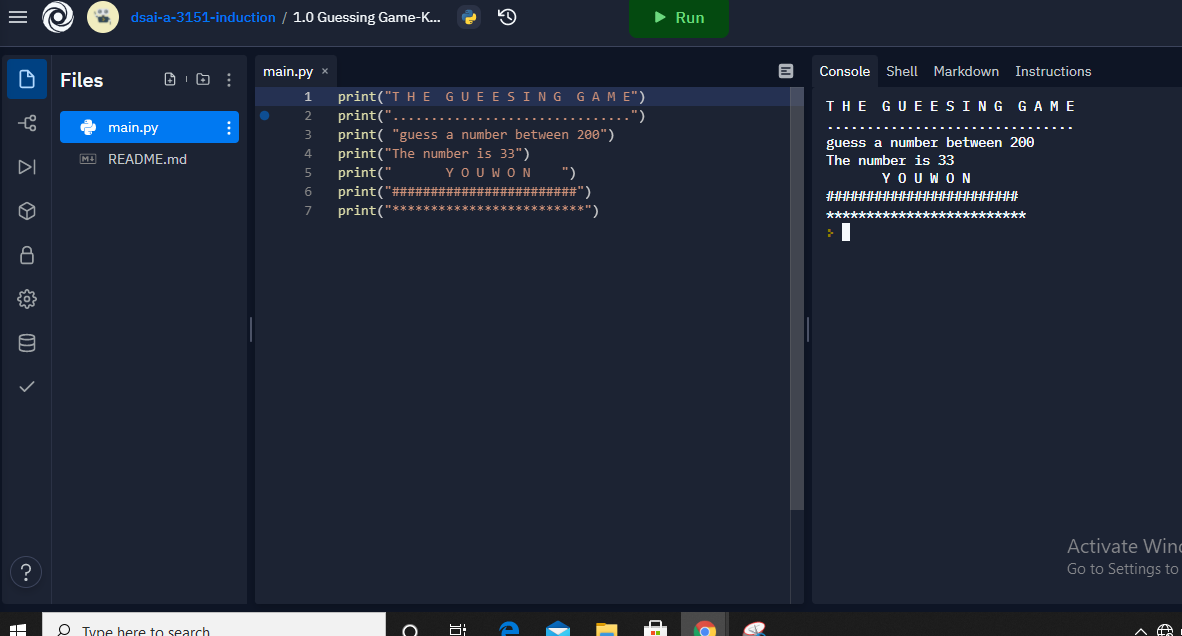 dsai-a-3151-induction / 1.0 Guessing Game-K...
Run
Files
main.py
README.md
main.py ×
1 print("T H E  G U E E S I N G  G A M E")
2 print("...............................")
3 print( "guess a number between 200")
4 print("The number is 33")
5 print("       Y O U W O N    ")
6 print("########################")
7 print("*************************")
Console Shell Markdown Instructions
T H E  G U E E S I N G  G A M E
...............................
guess a number between 200
The number is 33
       Y O U W O N
########################
*************************
Activate Win
Go to Settings to
?
Type here to search